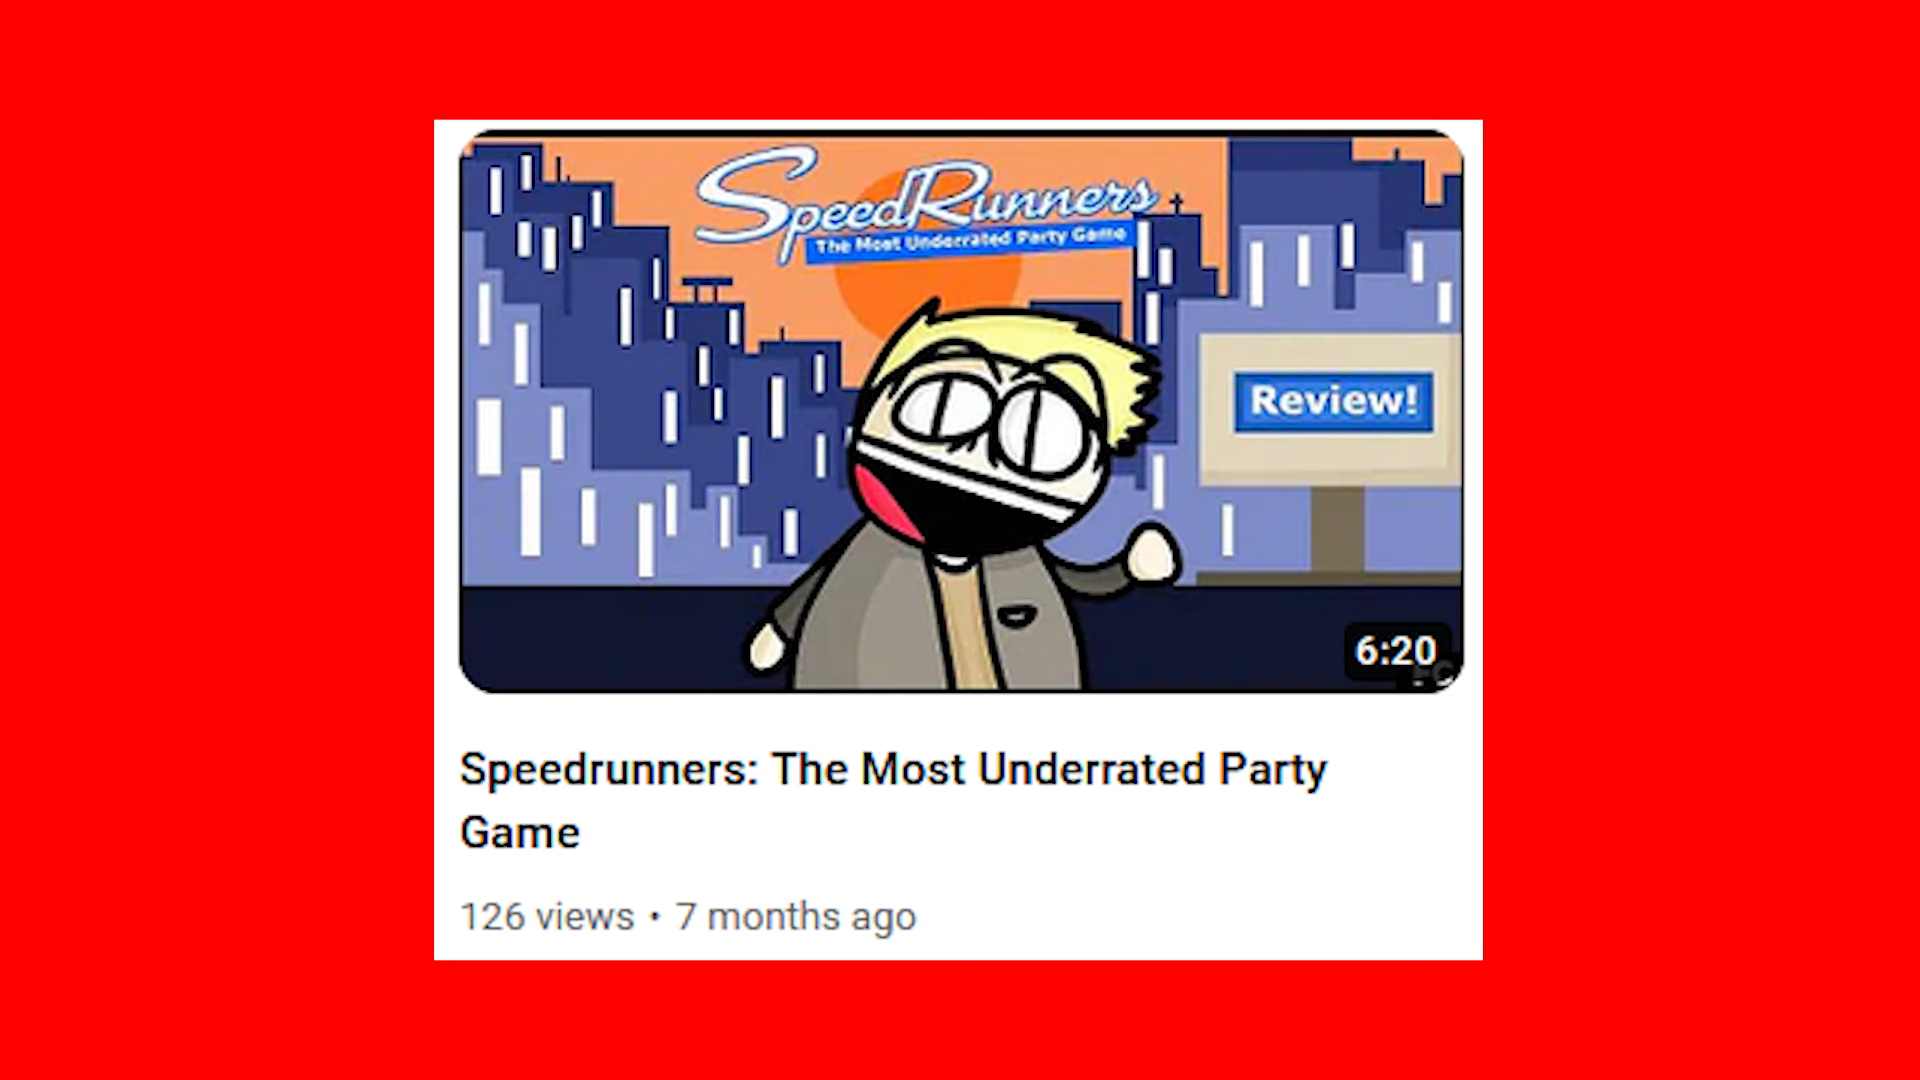 SpeedRunners
The Most Underrated Party Game
Review!
6:20
Speedrunners: The Most Underrated Party
Game
126 views • 7 months ago